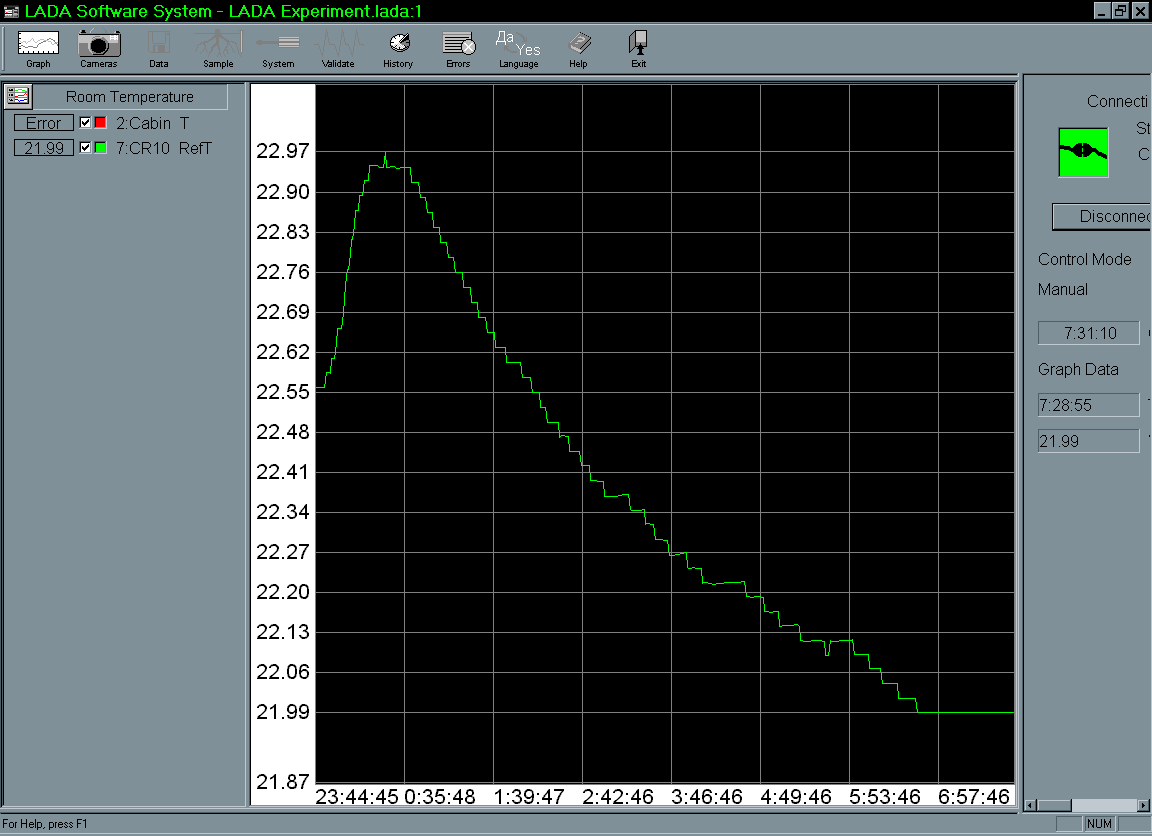 LADA Software System - LADA Experiment.lada:1
Graph Cameras Data Sample System Validate History Errors Да Yes Language Help Exit
Room Temperature
Error 2:Cabin T
21.99 7:CR10 RefT
22.97
22.90
22.83
22.76
22.69
22.62
22.55
22.48
22.41
22.34
22.27
22.20
22.13
22.06
21.99
21.87
23:44:45 0:35:48 1:39:47 2:42:46 3:46:46 4:49:46 5:53:46 6:57:46
Connecti
St
C
Disconnec
Control Mode
Manual
7:31:10
Graph Data
7:28:55
21.99
For Help, press F1
NUM